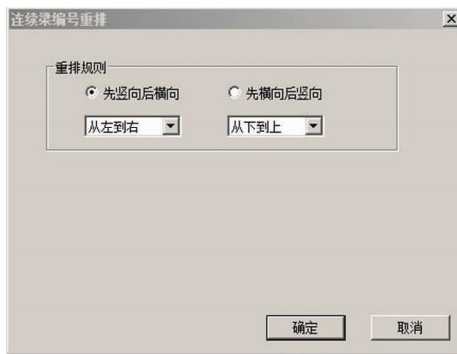 连续梁编号重排
重排规则
先竖向后横向 先横向后竖向
从左到右 从下到上
确定 取消